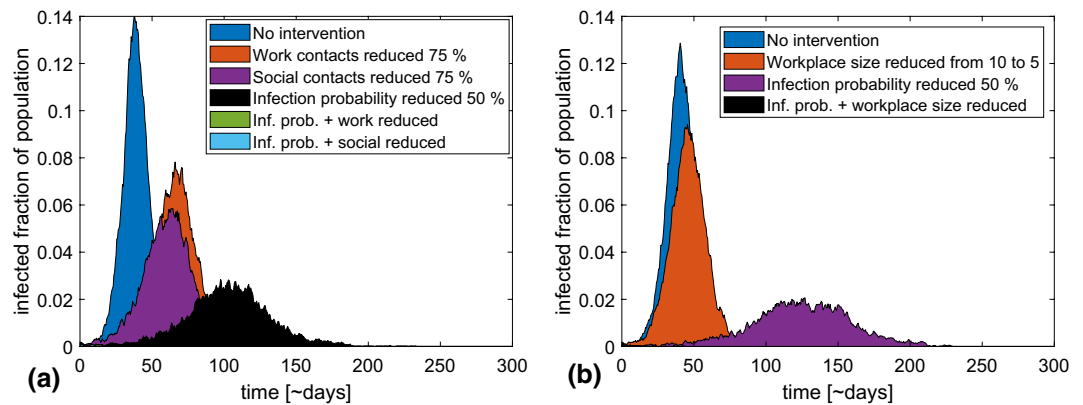 0.14
0.12
0.1
0.08
0.06
0.04
0.02
0
infected fraction of population
No intervention
Work contacts reduced 75 %
Social contacts reduced 75 %
Infection probability reduced 50 %
Inf. prob. + work reduced
Inf. prob. + social reduced
0 50 100 150 200 250 300
time [~days]
(a)
0.14
0.12
0.1
0.08
0.06
0.04
0.02
0
infected fraction of population
No intervention
Workplace size reduced from 10 to 5
Infection probability reduced 50 %
Inf. prob. + workplace size reduced
0 50 100 150 200 250 300
time [~days]
(b)